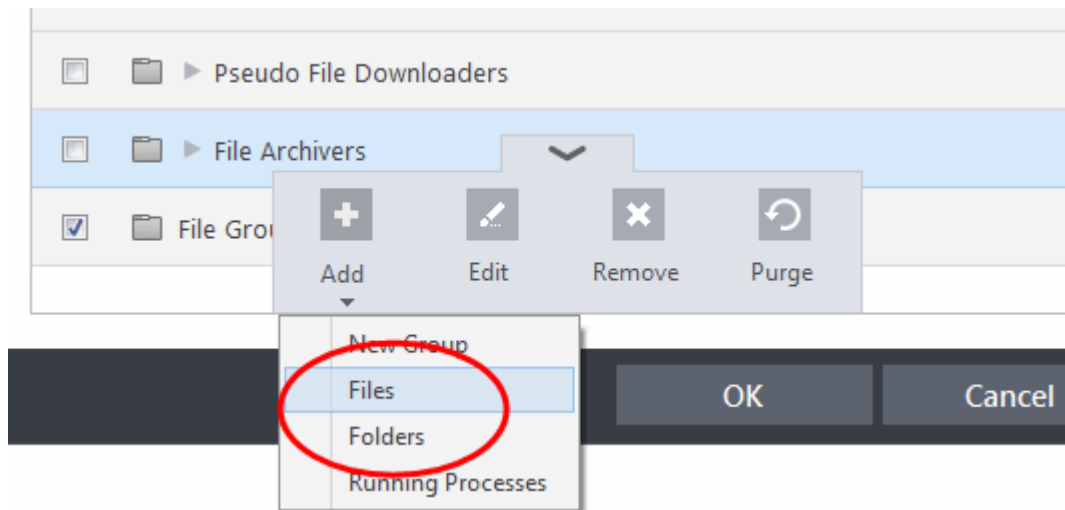 Pseudo File Downloaders
File Archivers
File Grou
Add
Edit
Remove
Purge
New Group
Files
Folders
Running Processes
OK
Cancel